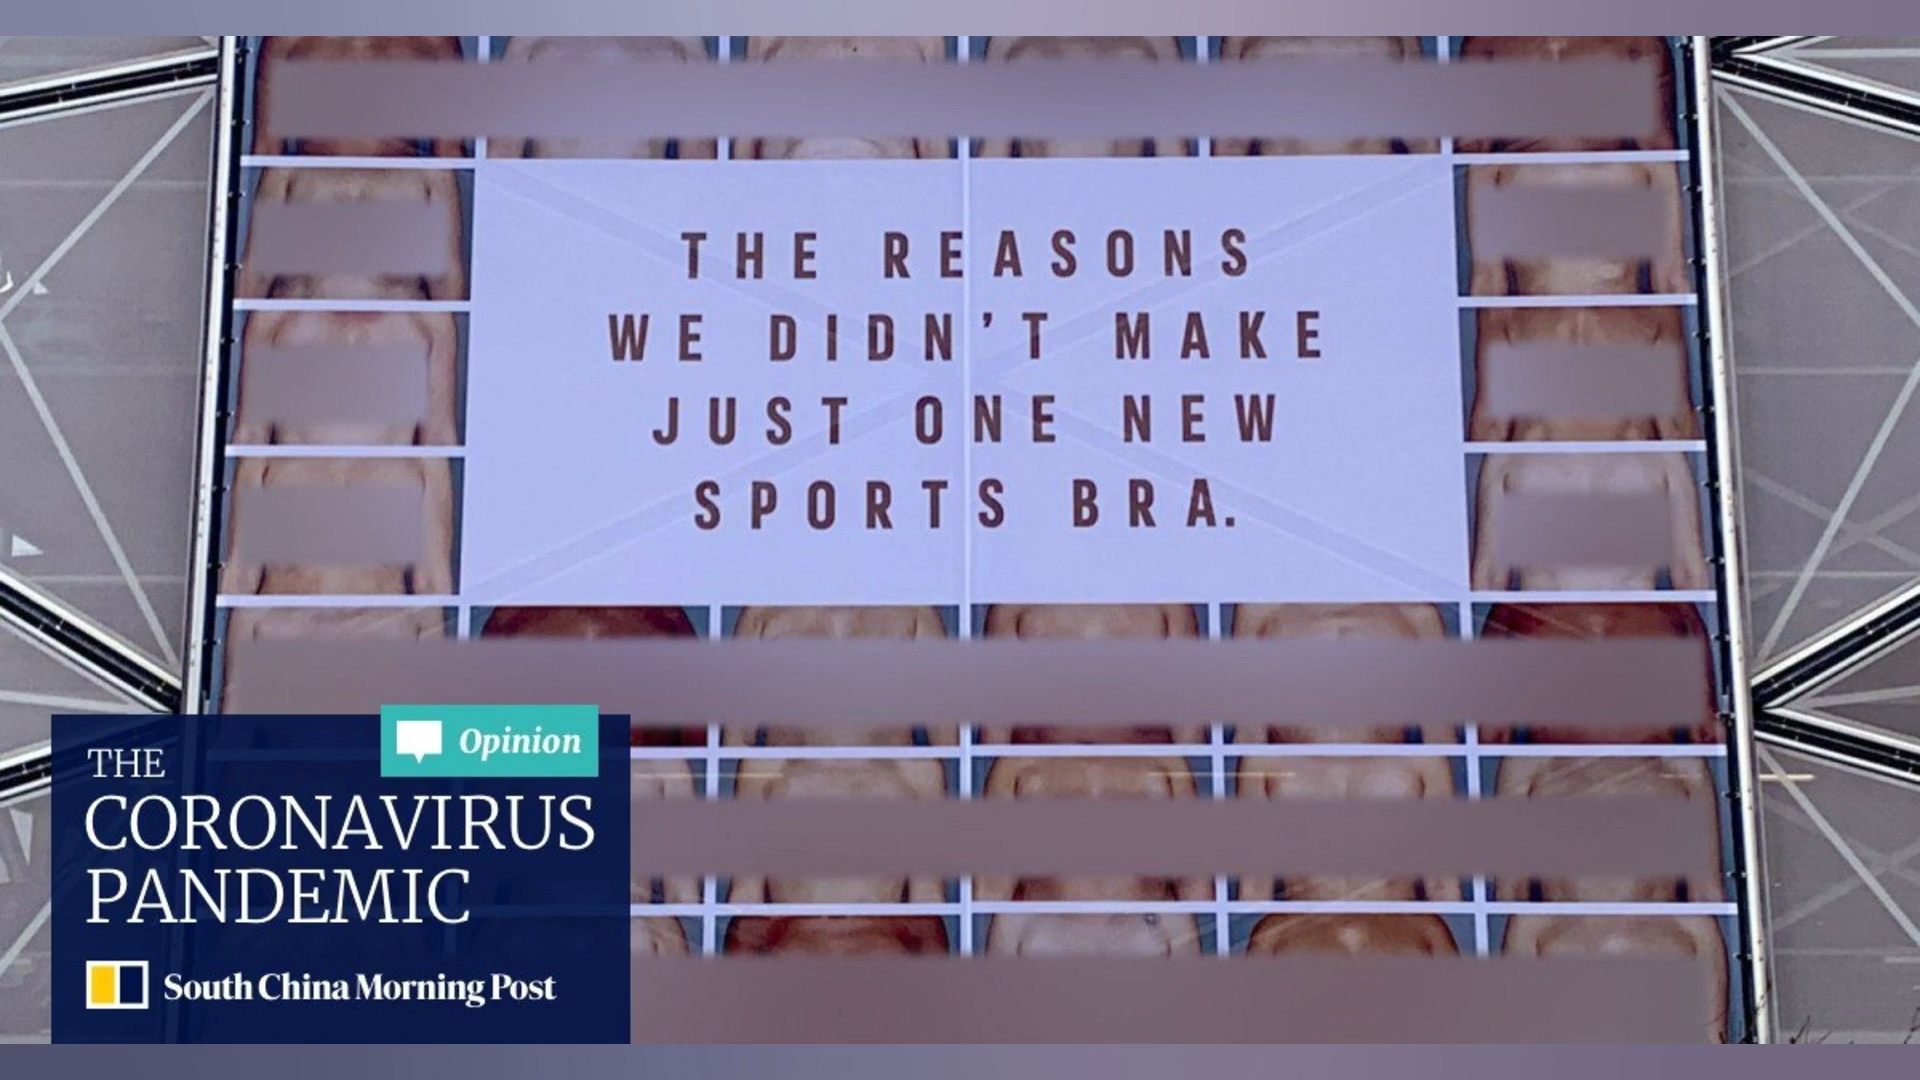 THE REASONS
WE DIDN'T MAKE
JUST ONE NEW
SPORTS BRA.
Opinion
THE
CORONAVIRUS
PANDEMIC
South China Morning Post